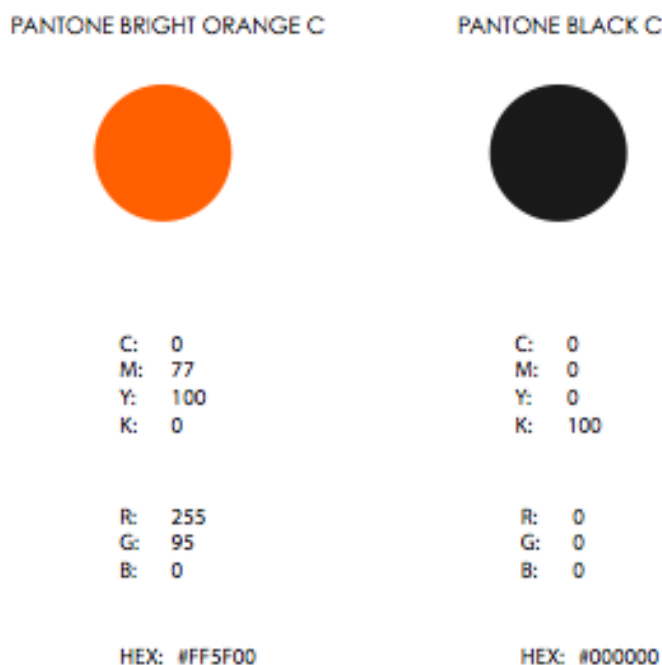 PANTONE BRIGHT ORANGE C
C: 0
M: 77
Y: 100
K: 0
R: 255
G: 95
B: 0
HEX: #FF5F00
PANTONE BLACK C
C: 0
M: 0
Y: 0
K: 100
R: 0
G: 0
B: 0
HEX: #000000